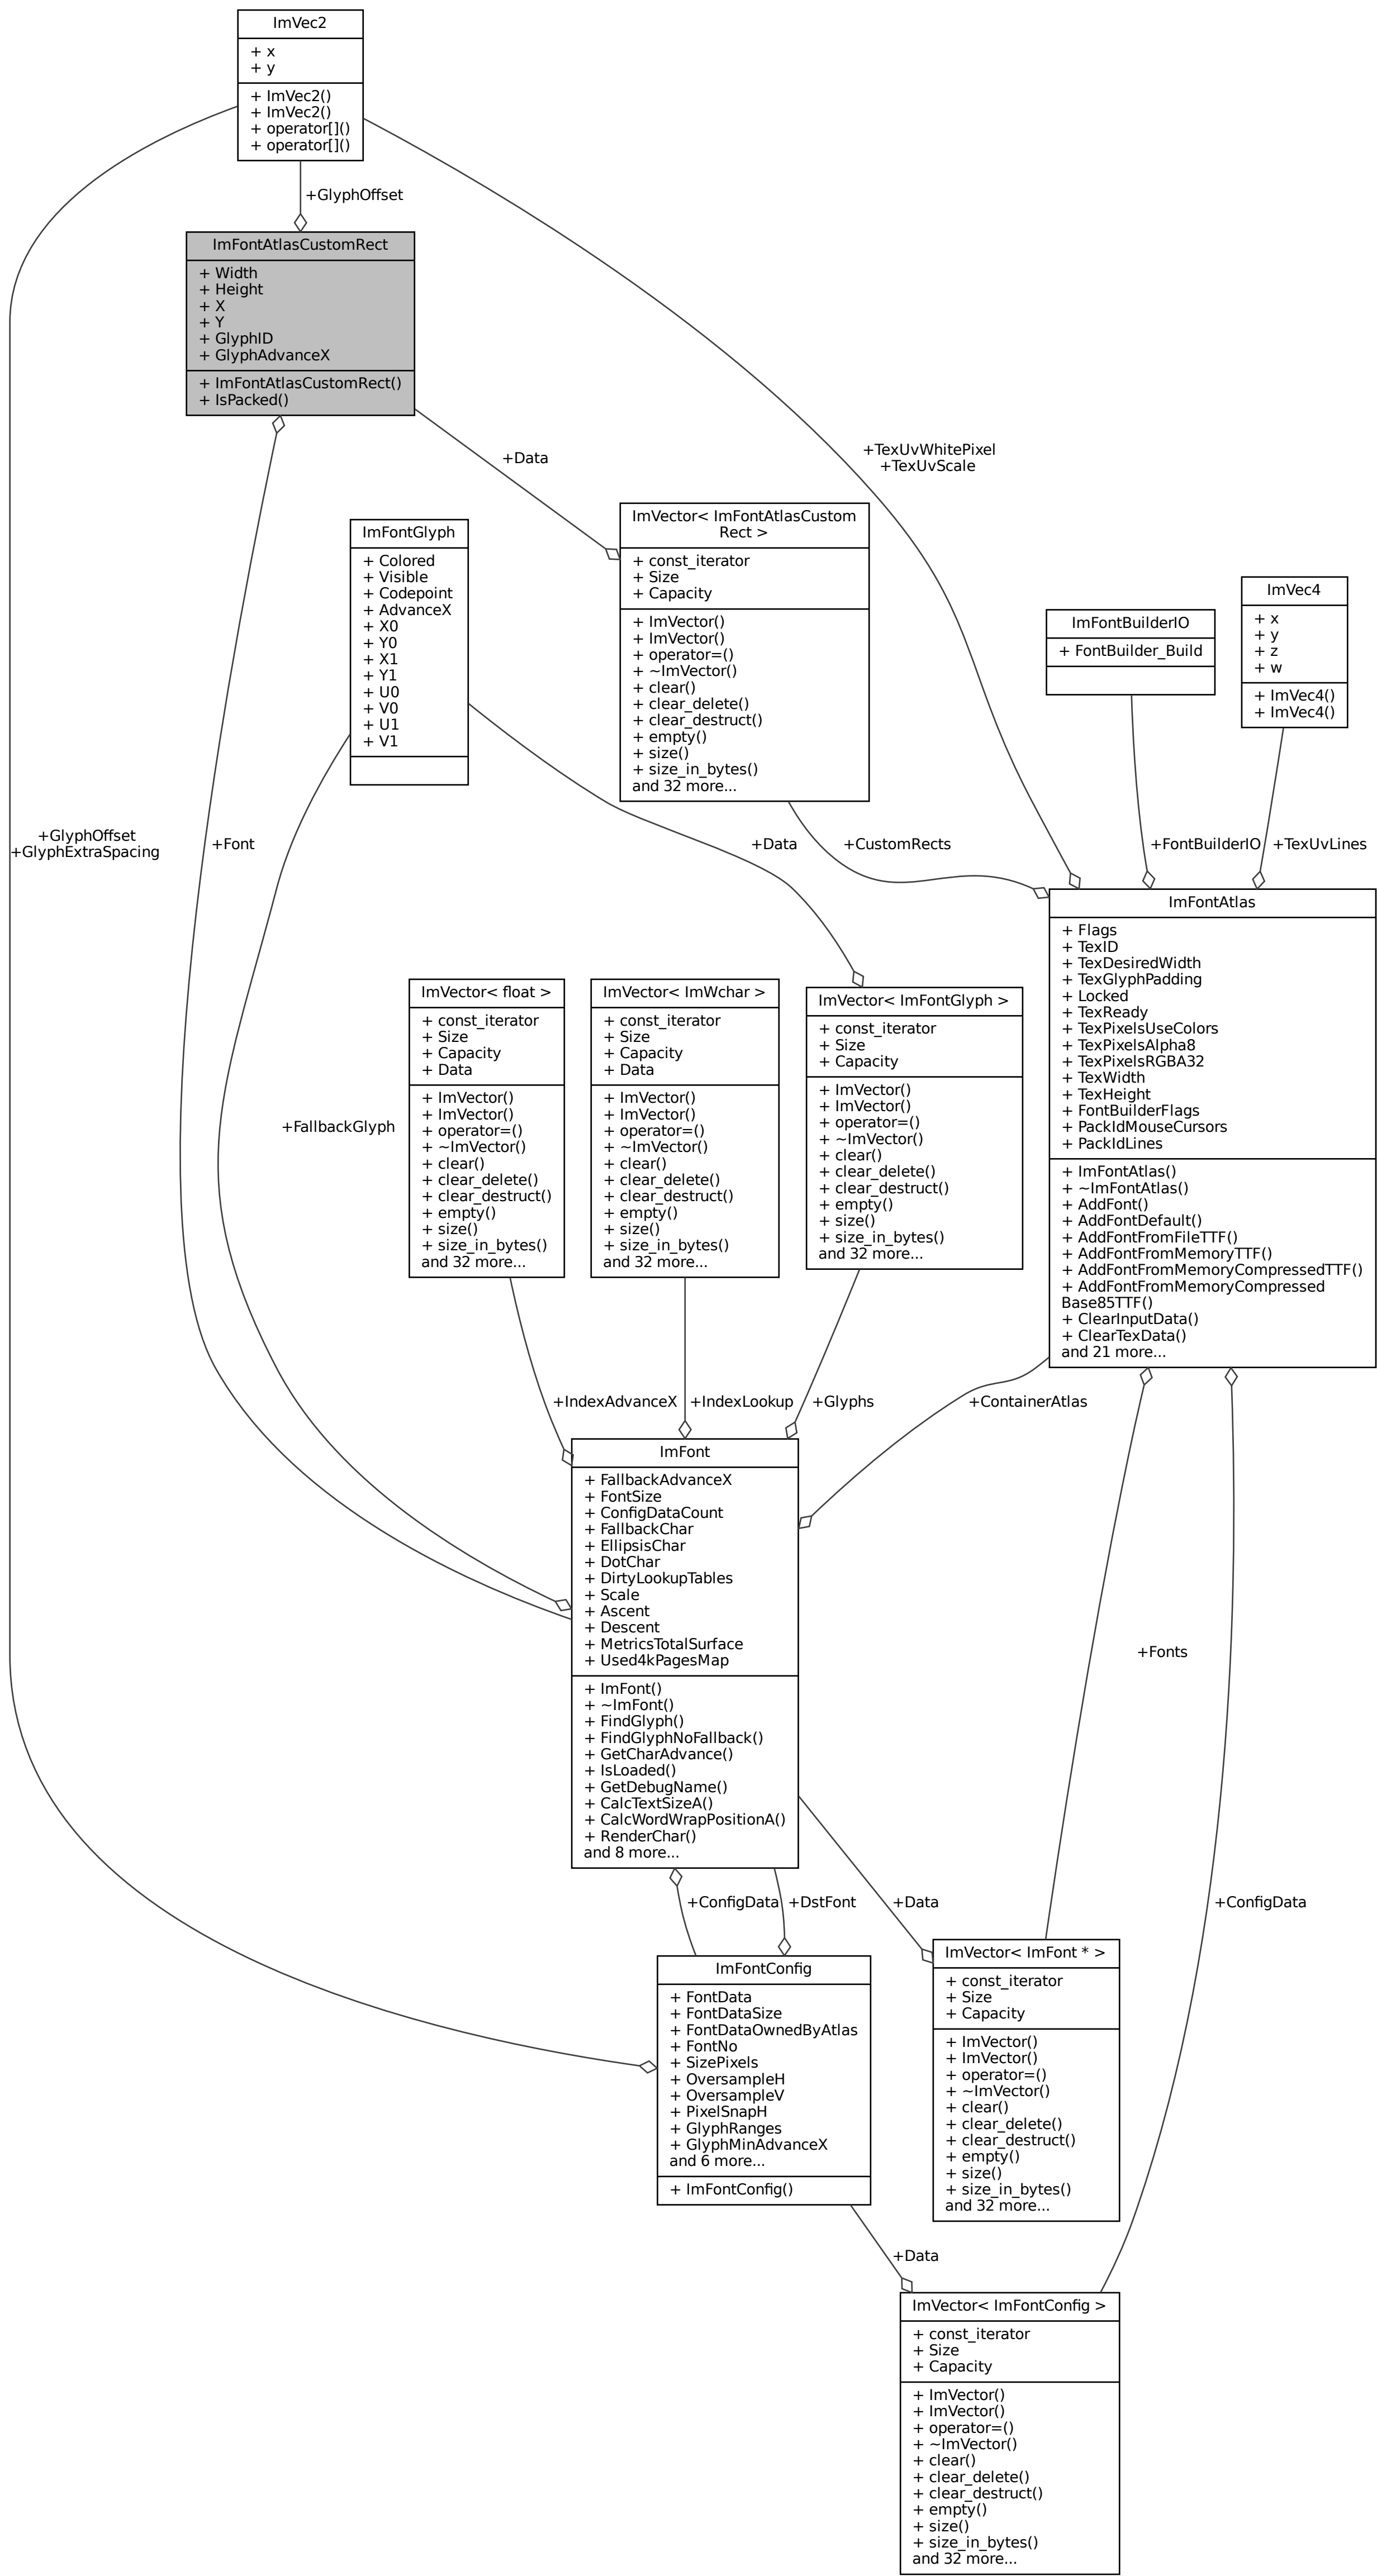 ImVec2
+ x
+ y
+ ImVec2()
+ ImVec2()
+ operator[]()
+ operator[]()
+GlyphOffset
ImFontAtlasCustomRect
+ Width
+ Height
+ X
+ Y
+ GlyphID
+ GlyphAdvanceX
+ ImFontAtlasCustomRect()
+ IsPacked()
+TexUvWhitePixel
+TexUvScale
+Data
ImVector< ImFontAtlasCustom
Rect >
+ const_iterator
+ Size
+ Capacity
+ ImVector()
+ ImVector()
+ operator=()
+ ~ImVector()
+ clear()
+ clear_delete()
+ clear_destruct()
+ empty()
+ size()
+ size_in_bytes()
and 32 more...
ImFontGlyph
+ Colored
+ Visible
+ Codepoint
+ AdvanceX
+ X0
+ Y0
+ X1
+ Y1
+ U0
+ V0
+ U1
+ V1
ImFontBuilderIO
+ FontBuilder_Build
ImVec4
+ x
+ y
+ z
+ w
+ ImVec4()
+ ImVec4()
+GlyphOffset
+GlyphExtraSpacing
+Font
+Data
+CustomRects
+FontBuilderIO
+TexUvLines
ImFontAtlas
+ Flags
+ TexID
+ TexDesiredWidth
+ TexGlyphPadding
+ Locked
+ TexReady
+ TexPixelsUseColors
+ TexPixelsAlpha8
+ TexPixelsRGBA32
+ TexWidth
+ TexHeight
+ FontBuilderFlags
+ PackIdMouseCursors
+ PackIdLines
+ ImFontAtlas()
+ ~ImFontAtlas()
+ AddFont()
+ AddFontDefault()
+ AddFontFromFileTTF()
+ AddFontFromMemoryTTF()
+ AddFontFromMemoryCompressedTTF()
+ AddFontFromMemoryCompressed
Base85TTF()
+ ClearInputData()
+ ClearTexData()
and 21 more...
ImVector< float >
+ const_iterator
+ Size
+ Capacity
+ Data
+ ImVector()
+ ImVector()
+ operator=()
+ ~ImVector()
+ clear()
+ clear_delete()
+ clear_destruct()
+ empty()
+ size()
+ size_in_bytes()
and 32 more...
ImVector< ImWchar >
+ const_iterator
+ Size
+ Capacity
+ Data
+ ImVector()
+ ImVector()
+ operator=()
+ ~ImVector()
+ clear()
+ clear_delete()
+ clear_destruct()
+ empty()
+ size()
+ size_in_bytes()
and 32 more...
ImVector< ImFontGlyph >
+ const_iterator
+ Size
+ Capacity
+ ImVector()
+ ImVector()
+ operator=()
+ ~ImVector()
+ clear()
+ clear_delete()
+ clear_destruct()
+ empty()
+ size()
+ size_in_bytes()
and 32 more...
+FallbackGlyph
+IndexAdvanceX
+IndexLookup
+Glyphs
+ContainerAtlas
ImFont
+ FallbackAdvanceX
+ FontSize
+ ConfigDataCount
+ FallbackChar
+ EllipsisChar
+ DotChar
+ DirtyLookupTables
+ Scale
+ Ascent
+ Descent
+ MetricsTotalSurface
+ Used4kPagesMap
+ ImFont()
+ ~ImFont()
+ FindGlyph()
+ FindGlyphNoFallback()
+ GetCharAdvance()
+ IsLoaded()
+ GetDebugName()
+ CalcTextSizeA()
+ CalcWordWrapPositionA()
+ RenderChar()
and 8 more...
+Fonts
+ConfigData
+DstFont
+Data
+ConfigData
ImFontConfig
+ FontData
+ FontDataSize
+ FontDataOwnedByAtlas
+ FontNo
+ SizePixels
+ OversampleH
+ OversampleV
+ PixelSnapH
+ GlyphRanges
+ GlyphMinAdvanceX
and 6 more...
+ ImFontConfig()
ImVector< ImFont * >
+ const_iterator
+ Size
+ Capacity
+ ImVector()
+ ImVector()
+ operator=()
+ ~ImVector()
+ clear()
+ clear_delete()
+ clear_destruct()
+ empty()
+ size()
+ size_in_bytes()
and 32 more...
+Data
ImVector< ImFontConfig >
+ const_iterator
+ Size
+ Capacity
+ ImVector()
+ ImVector()
+ operator=()
+ ~ImVector()
+ clear()
+ clear_delete()
+ clear_destruct()
+ empty()
+ size()
+ size_in_bytes()
and 32 more...